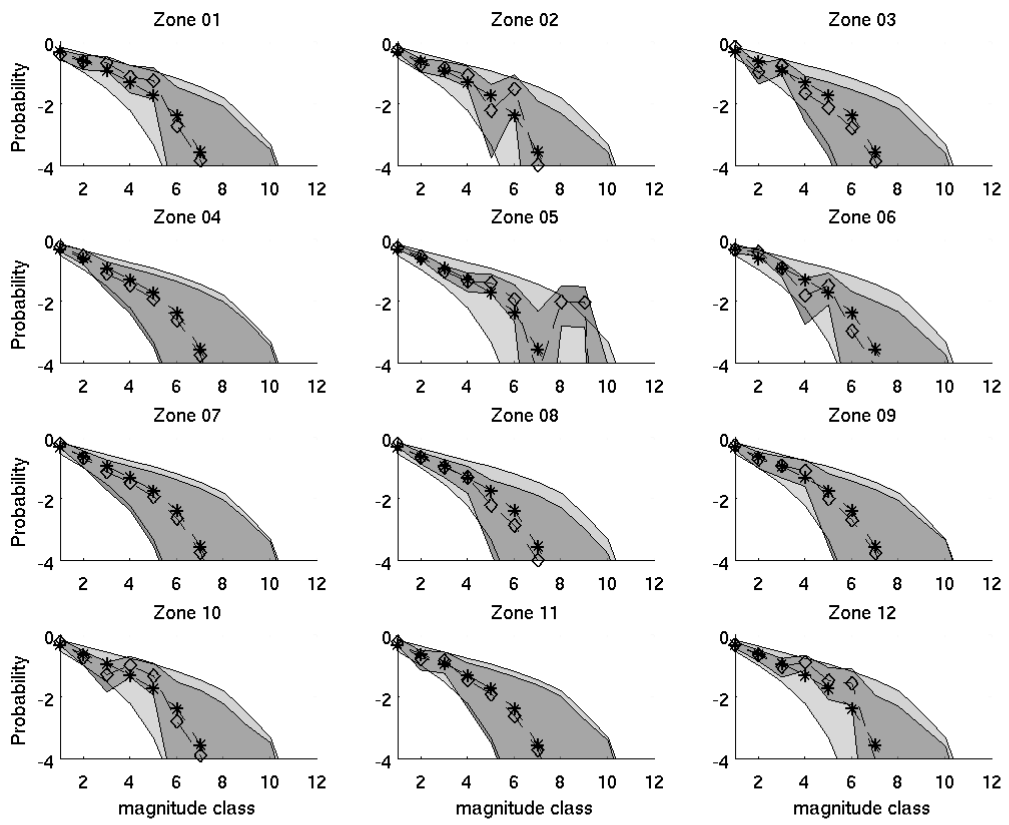 Zone 01 Zone 02 Zone 03
Probability
0 0 0
-2 -2 -2
-4 -4 -4
2 4 6 8 10 12 2 4 6 8 10 12 2 4 6 8 10 12
Zone 04 Zone 05 Zone 06
Probability
0 0 0
-2 -2 -2
-4 -4 -4
2 4 6 8 10 12 2 4 6 8 10 12 2 4 6 8 10 12
Zone 07 Zone 08 Zone 09
Probability
0 0 0
-2 -2 -2
-4 -4 -4
2 4 6 8 10 12 2 4 6 8 10 12 2 4 6 8 10 12
Zone 10 Zone 11 Zone 12
Probability
0 0 0
-2 -2 -2
-4 -4 -4
2 4 6 8 10 12 2 4 6 8 10 12 2 4 6 8 10 12
magnitude class magnitude class magnitude class